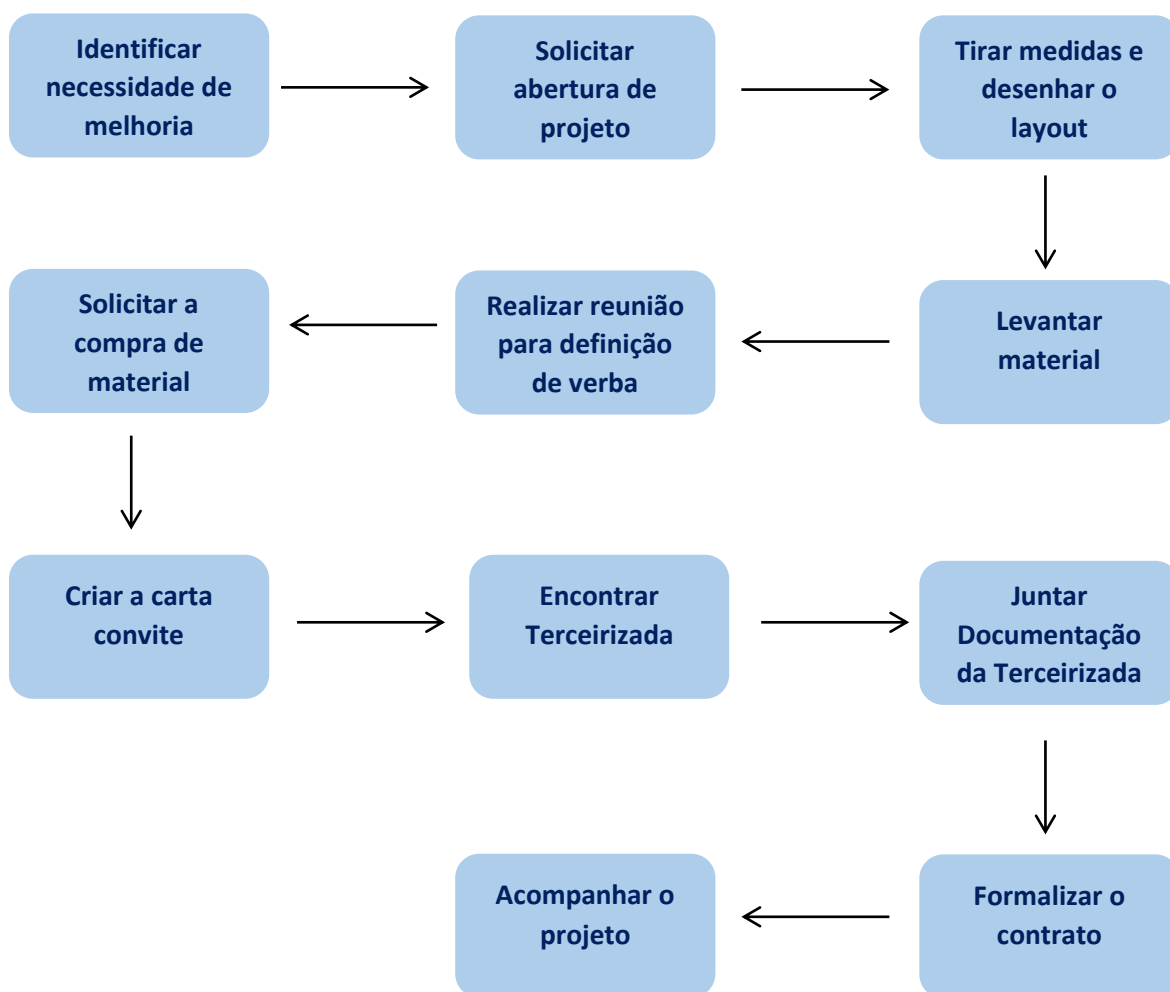 Identificar
necessidade de
melhoria
Solicitar
abertura de
projeto
Tirar medidas e
desenhar o
layout
Levantar
material
Realizar reunião
para definição
de verba
Solicitar a
compra de
material
Criar a carta
convite
Encontrar
Terceirizada
Juntar
Documentação
da Terceirizada
Formalizar o
contrato
Acompanhar o
projeto